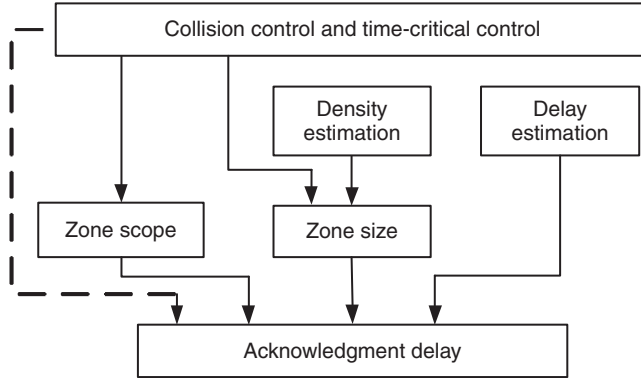 Collision control and time-critical control
Density
estimation
Delay
estimation
Zone scope
Zone size
Acknowledgment delay